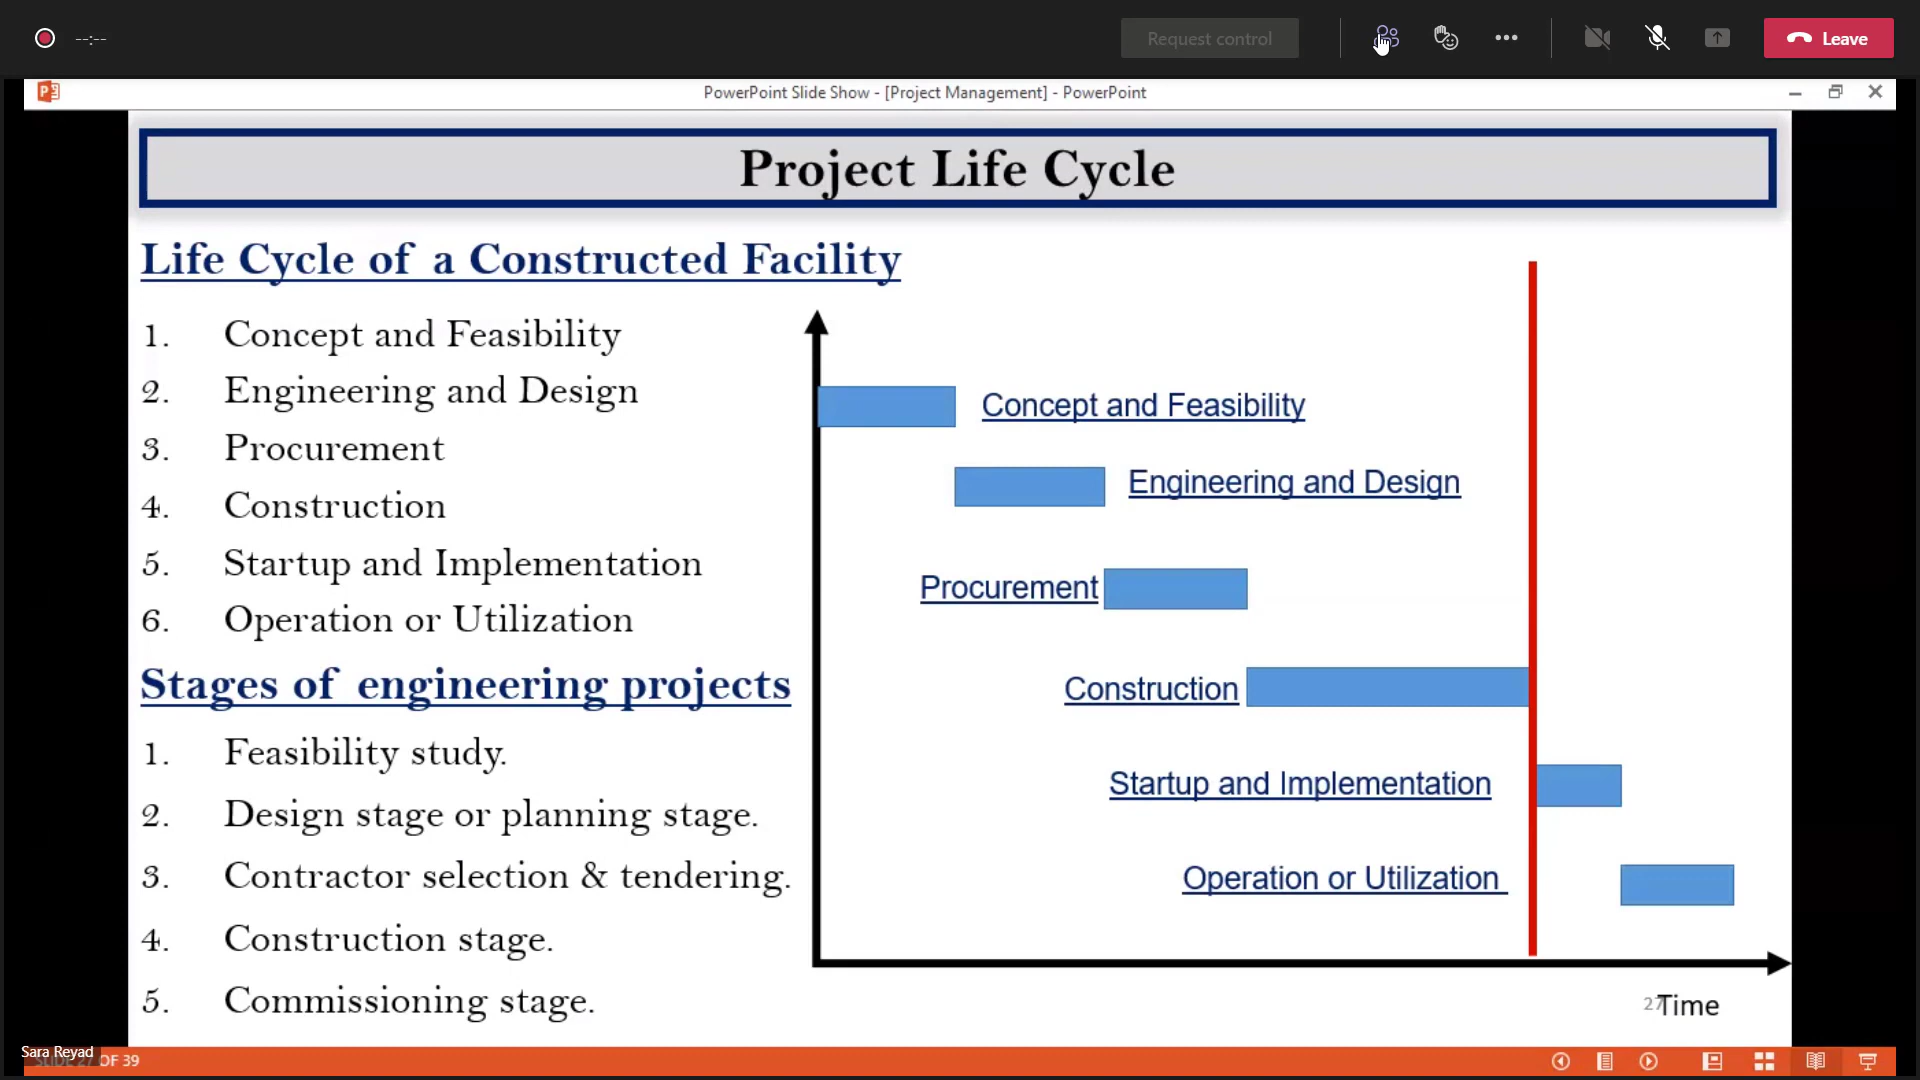 --:--
Request control
Leave
PowerPoint Slide Show - [Project Management] - PowerPoint
Project Life Cycle
Life Cycle of a Constructed Facility
1. Concept and Feasibility
2. Engineering and Design
3. Procurement
4. Construction
5. Startup and Implementation
6. Operation or Utilization
Stages of engineering projects
1. Feasibility study.
2. Design stage or planning stage.
3. Contractor selection & tendering.
4. Construction stage.
5. Commissioning stage.
Concept and Feasibility
Engineering and Design
Procurement
Construction
Startup and Implementation
Operation or Utilization
27
Time
Sara Reyad
SLIDE 27 OF 39